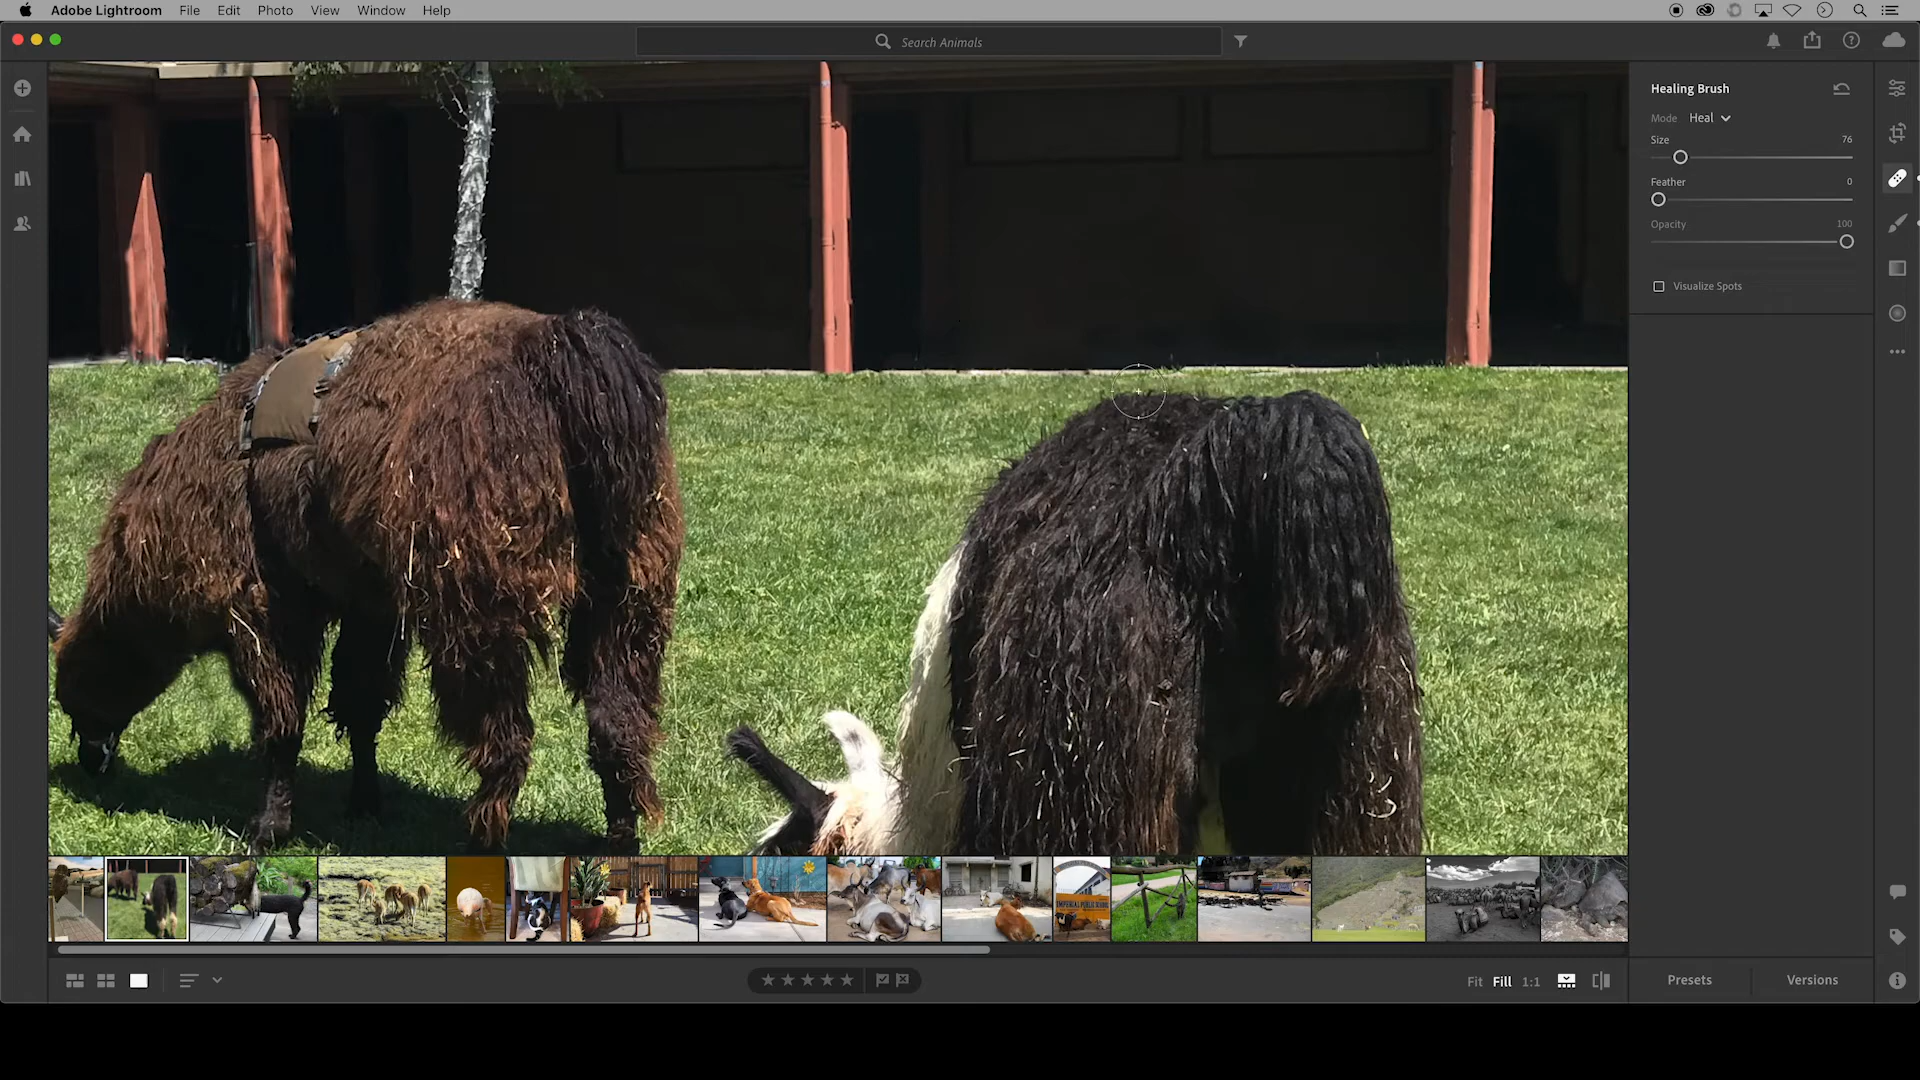 Adobe Lightroom File Edit Photo View Window Help
Search Animals
Healing Brush
Mode Heal
Size 76
Feather 0
Opacity 100
Visualize Spots
Fit Fill 1:1
Presets Versions